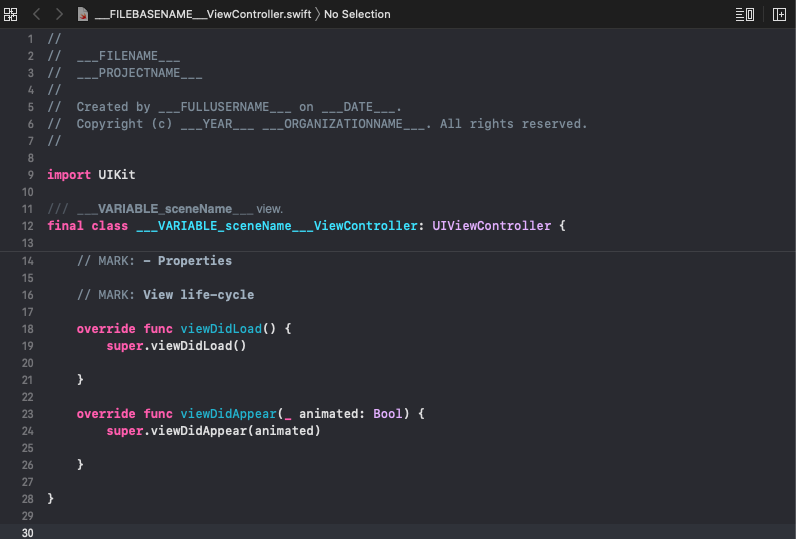 ___FILEBASENAME___ViewController.swift 〉 No Selection
1 //
2 //  ___FILENAME___
3 //  ___PROJECTNAME___
4 //
5 //  Created by ___FULLUSERNAME___ on ___DATE___.
6 //  Copyright (c) ___YEAR___ ___ORGANIZATIONNAME___. All rights reserved.
7 //
8
9 import UIKit
10
11 /// ___VARIABLE_sceneName___ view.
12 final class ___VARIABLE_sceneName___ViewController: UIViewController {
13
14     // MARK: - Properties
15
16     // MARK: View life-cycle
17
18     override func viewDidLoad() {
19         super.viewDidLoad()
20
21     }
22
23     override func viewDidAppear(_ animated: Bool) {
24         super.viewDidAppear(animated)
25
26     }
27
28 }
29
30